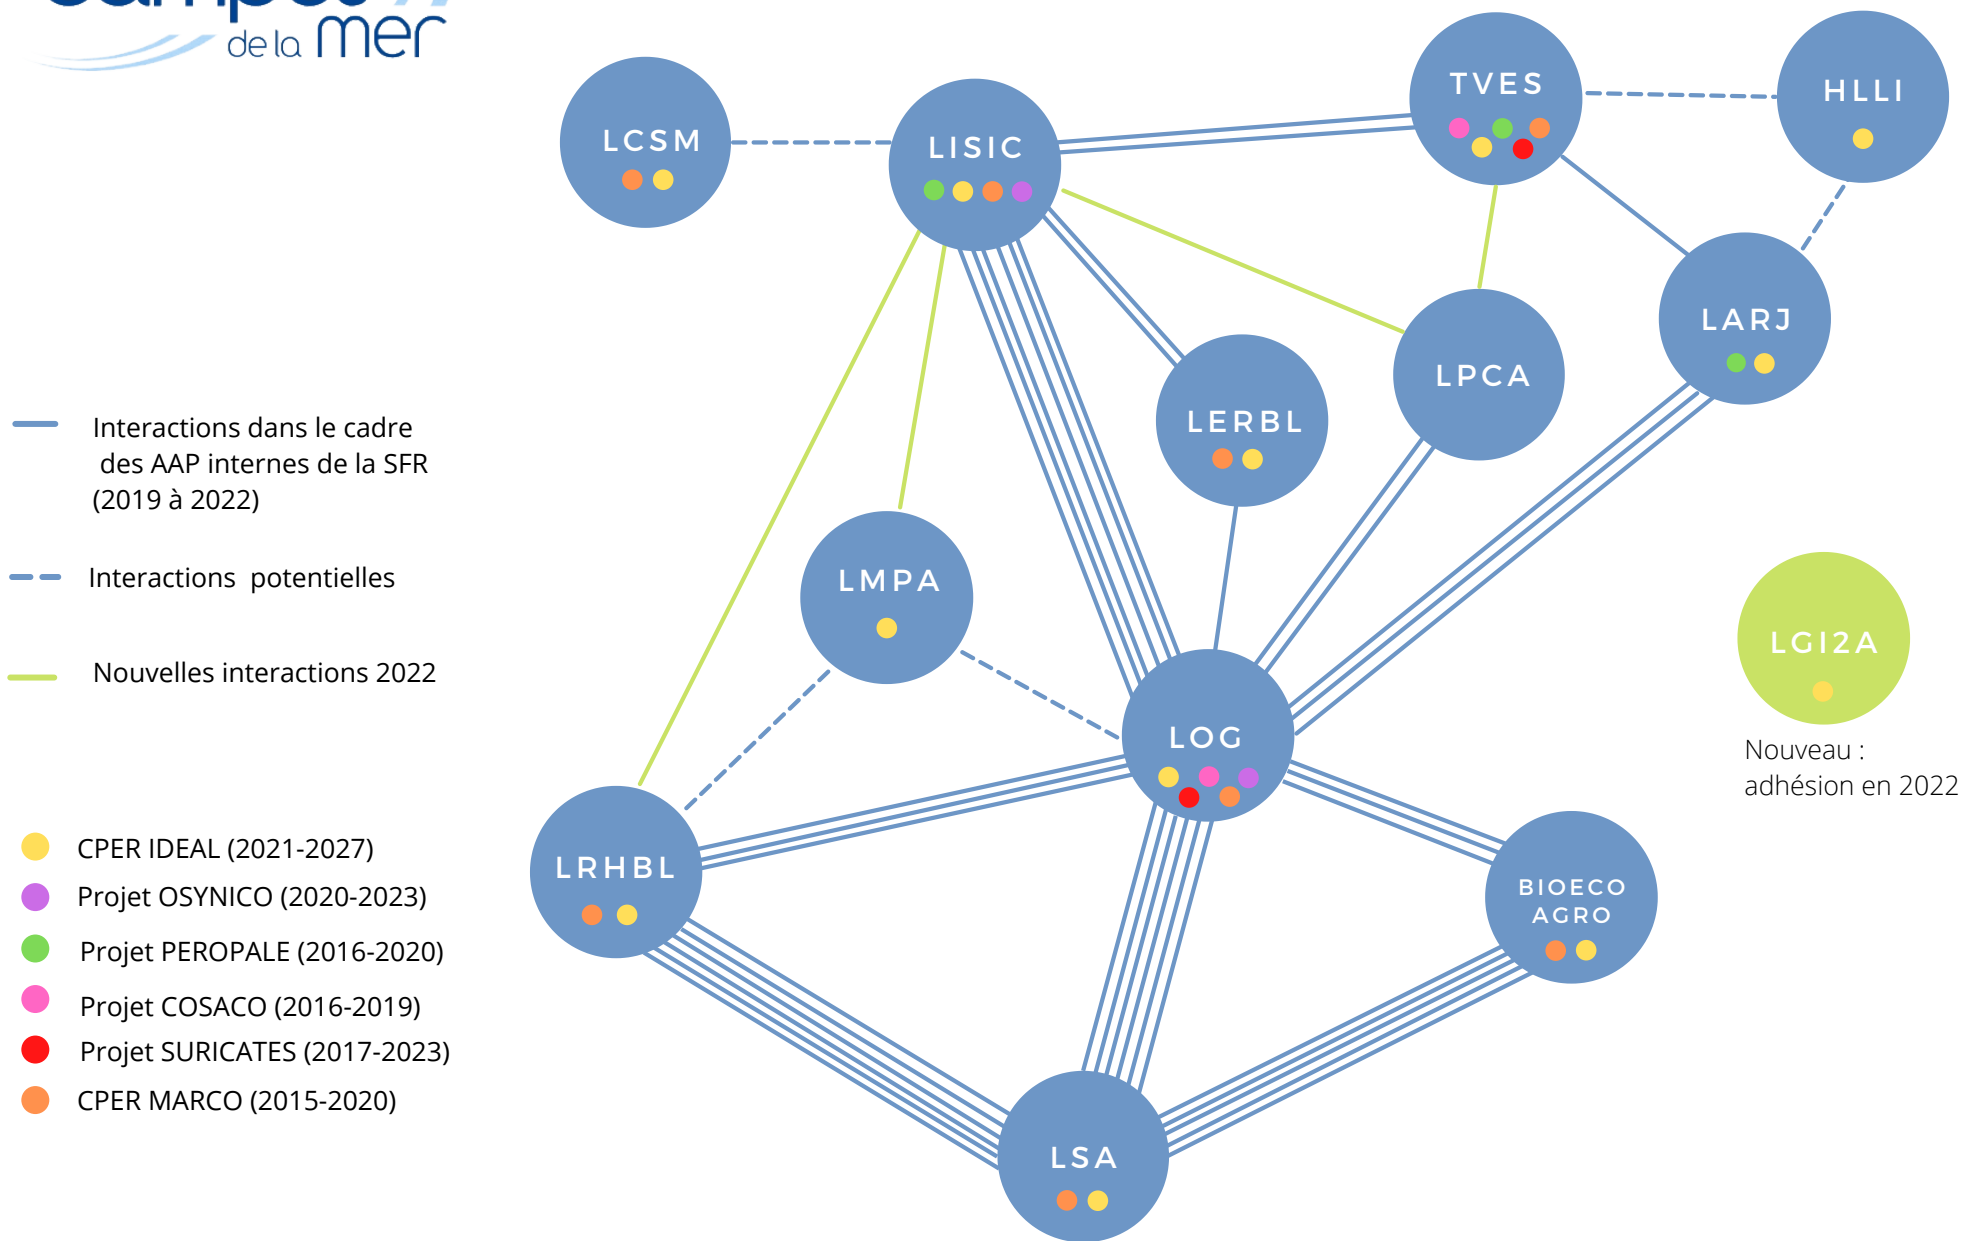 campus
de la mer
LCSM
LISIC
TVES
HLLI
LARJ
LPCA
LERBL
LMPA
LOG
LGI2A
Nouveau :
adhésion en 2022
LRHBL
BIOECO
AGRO
LSA
Interactions dans le cadre
des AAP internes de la SFR
(2019 à 2022)
Interactions potentielles
Nouvelles interactions 2022
CPER IDEAL (2021-2027)
Projet OSYNICO (2020-2023)
Projet PEROPALE (2016-2020)
Projet COSACO (2016-2019)
Projet SURICATES (2017-2023)
CPER MARCO (2015-2020)